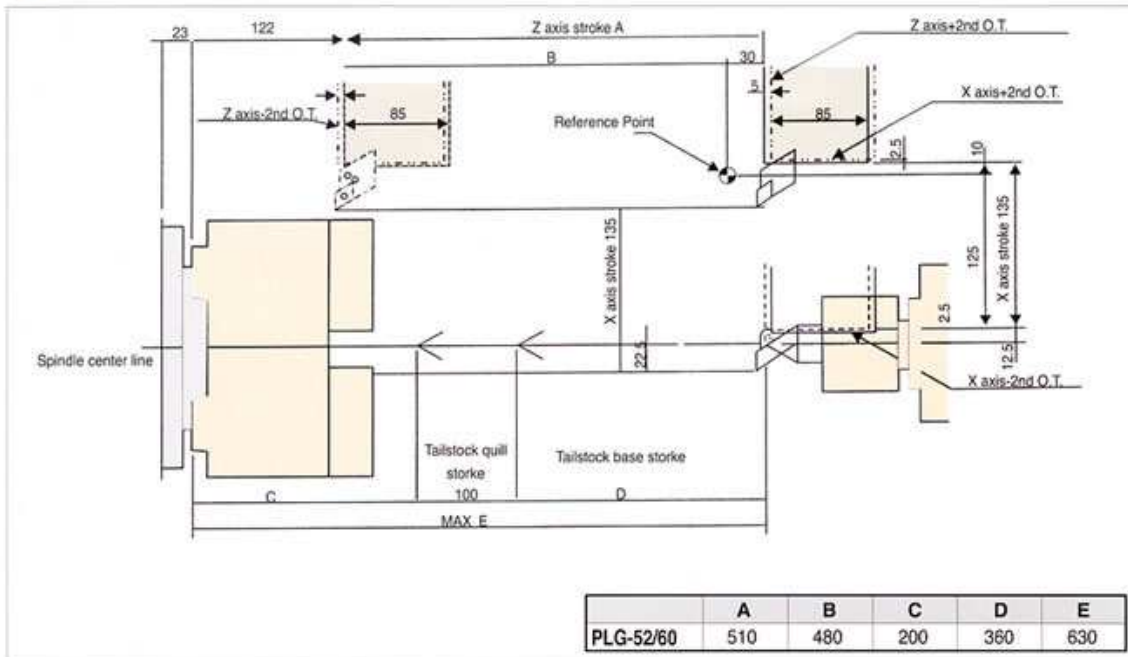 Z axis stroke A
122
23
Z axis+2nd O.T.
B
30
5
X axis+2nd O.T.
Z axis-2nd O.T.
85
85
Reference Point
2.5
10
X axis stroke 135
125
X axis stroke 135
2.5
22.5
12.5
Spindle center line
X axis-2nd O.T.
Tailstock quill
storke
Tailstock base storke
C
100
D
MAX E
A B C D E
PLG-52/60 510 480 200 360 630